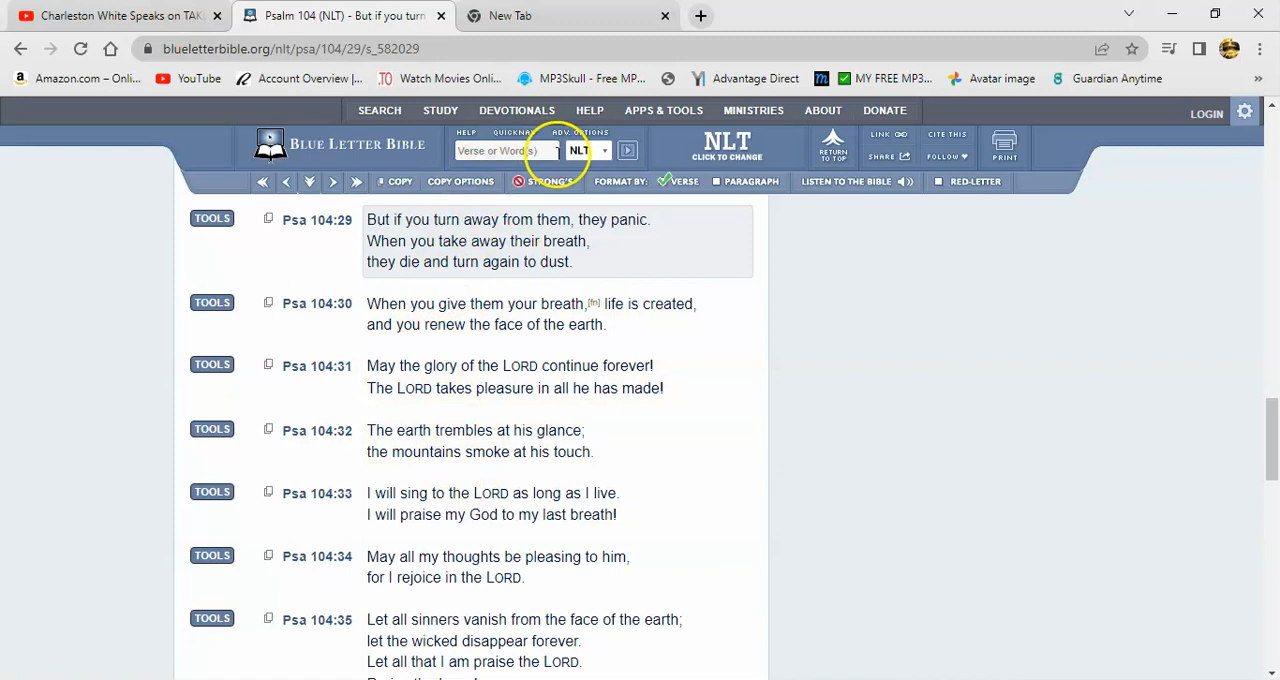 Charleston White Speaks on TAK
Psalm 104 (NLT) - But if you turn
New Tab
blueletterbible.org/nlt/psa/104/29/s_582029
Amazon.com – Onli... YouTube Account Overview |... Watch Movies Onlin... MP3Skull - Free MP... Advantage Direct MY FREE MP3... Avatar image Guardian Anytime »
SEARCH STUDY DEVOTIONALS HELP APPS & TOOLS MINISTRIES ABOUT DONATE LOGIN
HELP QUICKNAV ADV. OPTIONS
BLUE LETTER BIBLE
Verse or Word(s) NLT
NLT
CLICK TO CHANGE
RETURN
TO TOP
LINK CITE THIS
SHARE FOLLOW PRINT
COPY COPY OPTIONS STRONG'S FORMAT BY: VERSE PARAGRAPH LISTEN TO THE BIBLE RED-LETTER
TOOLS Psa 104:29 But if you turn away from them, they panic.
When you take away their breath,
they die and turn again to dust.
TOOLS Psa 104:30 When you give them your breath,[fn] life is created,
and you renew the face of the earth.
TOOLS Psa 104:31 May the glory of the LORD continue forever!
The LORD takes pleasure in all he has made!
TOOLS Psa 104:32 The earth trembles at his glance;
the mountains smoke at his touch.
TOOLS Psa 104:33 I will sing to the LORD as long as I live.
I will praise my God to my last breath!
TOOLS Psa 104:34 May all my thoughts be pleasing to him,
for I rejoice in the LORD.
TOOLS Psa 104:35 Let all sinners vanish from the face of the earth;
let the wicked disappear forever.
Let all that I am praise the LORD.